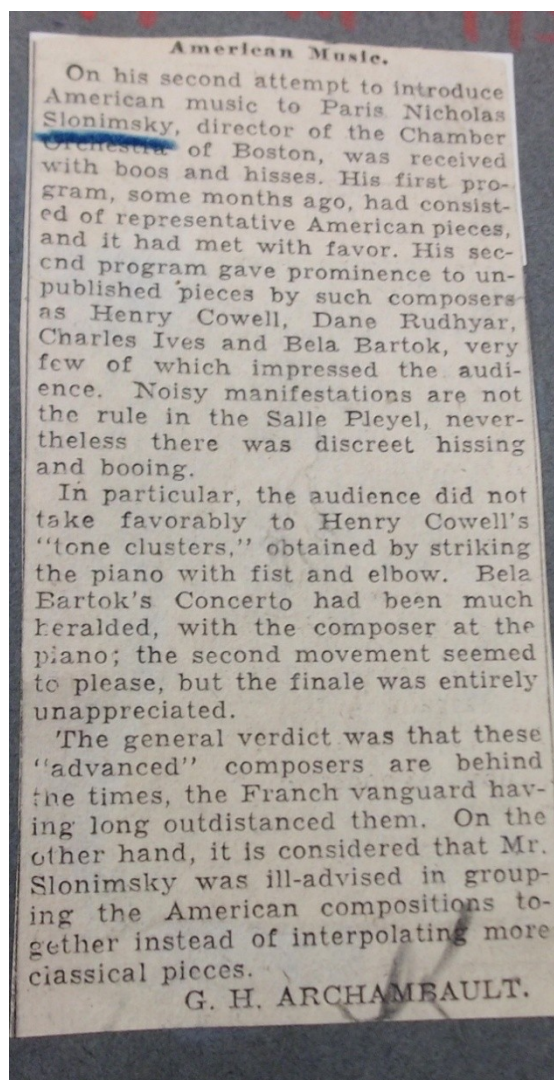 American Music.
On his second attempt to introduce
American music to Paris Nicholas
Slonimsky, director of the Chamber
Orchestra of Boston, was received
with boos and hisses. His first pro-
gram, some months ago, had consist-
ed of representative American pieces,
and it had met with favor. His sec-
ond program gave prominence to un-
published pieces by such composers
as Henry Cowell, Dane Rudhyar,
Charles Ives and Bela Bartok, very
few of which impressed the audi-
ence. Noisy manifestations are not
the rule in the Salle Pleyel, never-
theless there was discreet hissing
and booing.
In particular, the audience did not
take favorably to Henry Cowell's
"tone clusters," obtained by striking
the piano with fist and elbow. Bela
Bartok's Concerto had been much
heralded, with the composer at the
piano; the second movement seemed
to please, but the finale was entirely
unappreciated.
The general verdict was that these
"advanced" composers are behind
the times, the Franch vanguard hav-
ing long outdistanced them. On the
other hand, it is considered that Mr.
Slonimsky was ill-advised in group-
ing the American compositions to-
gether instead of interpolating more
classical pieces.
G. H. ARCHAMBAULT.